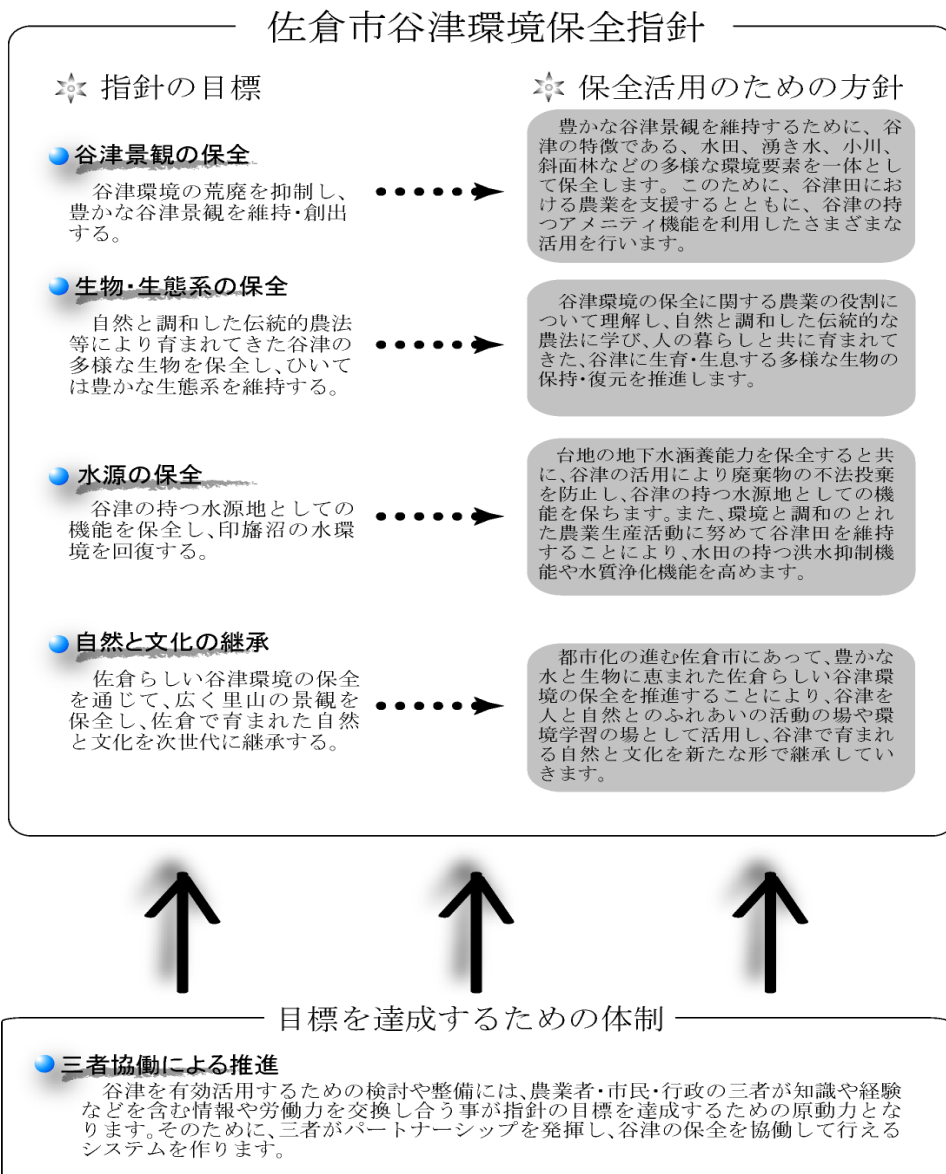 佐倉市谷津環境保全指針
指針の目標
保全活用のための方針
谷津景観の保全
谷津環境の荒廃を抑制し、
豊かな谷津景観を維持・創出
する。
豊かな谷津景観を維持するために、谷
津の特徴である、水田、湧き水、小川、
斜面林などの多様な環境要素を一体とし
て保全します。このために、谷津田にお
ける農業を支援するとともに、谷津の持
つアメニティ機能を利用したさまざまな
活用を行います。
生物・生態系の保全
自然と調和した伝統的農法
等により育まれてきた谷津の
多様な生物を保全し、ひいて
は豊かな生態系を維持する。
谷津環境の保全に関する農業の役割に
ついて理解し、自然と調和した伝統的な
農法に学び、人の暮らしと共に育まれて
きた、谷津に生育・生息する多様な生物の
保持・復元を推進します。
水源の保全
谷津の持つ水源地としての
機能を保全し、印旛沼の水環
境を回復する。
台地の地下水涵養能力を保全すると共
に、谷津の活用により廃棄物の不法投棄
を防止し、谷津の持つ水源地としての機
能を保ちます。また、環境と調和のとれ
た農業生産活動に努めて谷津田を維持
することにより、水田の持つ洪水抑制機
能や水質浄化機能を高めます。
自然と文化の継承
佐倉らしい谷津環境の保全
を通じて、広く里山の景観を
保全し、佐倉で育まれた自然
と文化を次世代に継承する。
都市化の進む佐倉市にあって、豊かな
水と生物に恵まれた佐倉らしい谷津環
境の保全を推進することにより、谷津を
人と自然とのふれあいの活動の場や環
境学習の場として活用し、谷津で育まれ
る自然と文化を新たな形で継承してい
きます。
目標を達成するための体制
三者協働による推進
谷津を有効活用するための検討や整備には、農業者・市民・行政の三者が知識や経験
などを含む情報や労働力を交換し合う事が指針の目標を達成するための原動力とな
ります。そのために、三者がパートナーシップを発揮し、谷津の保全を協働して行える
システムを作ります。